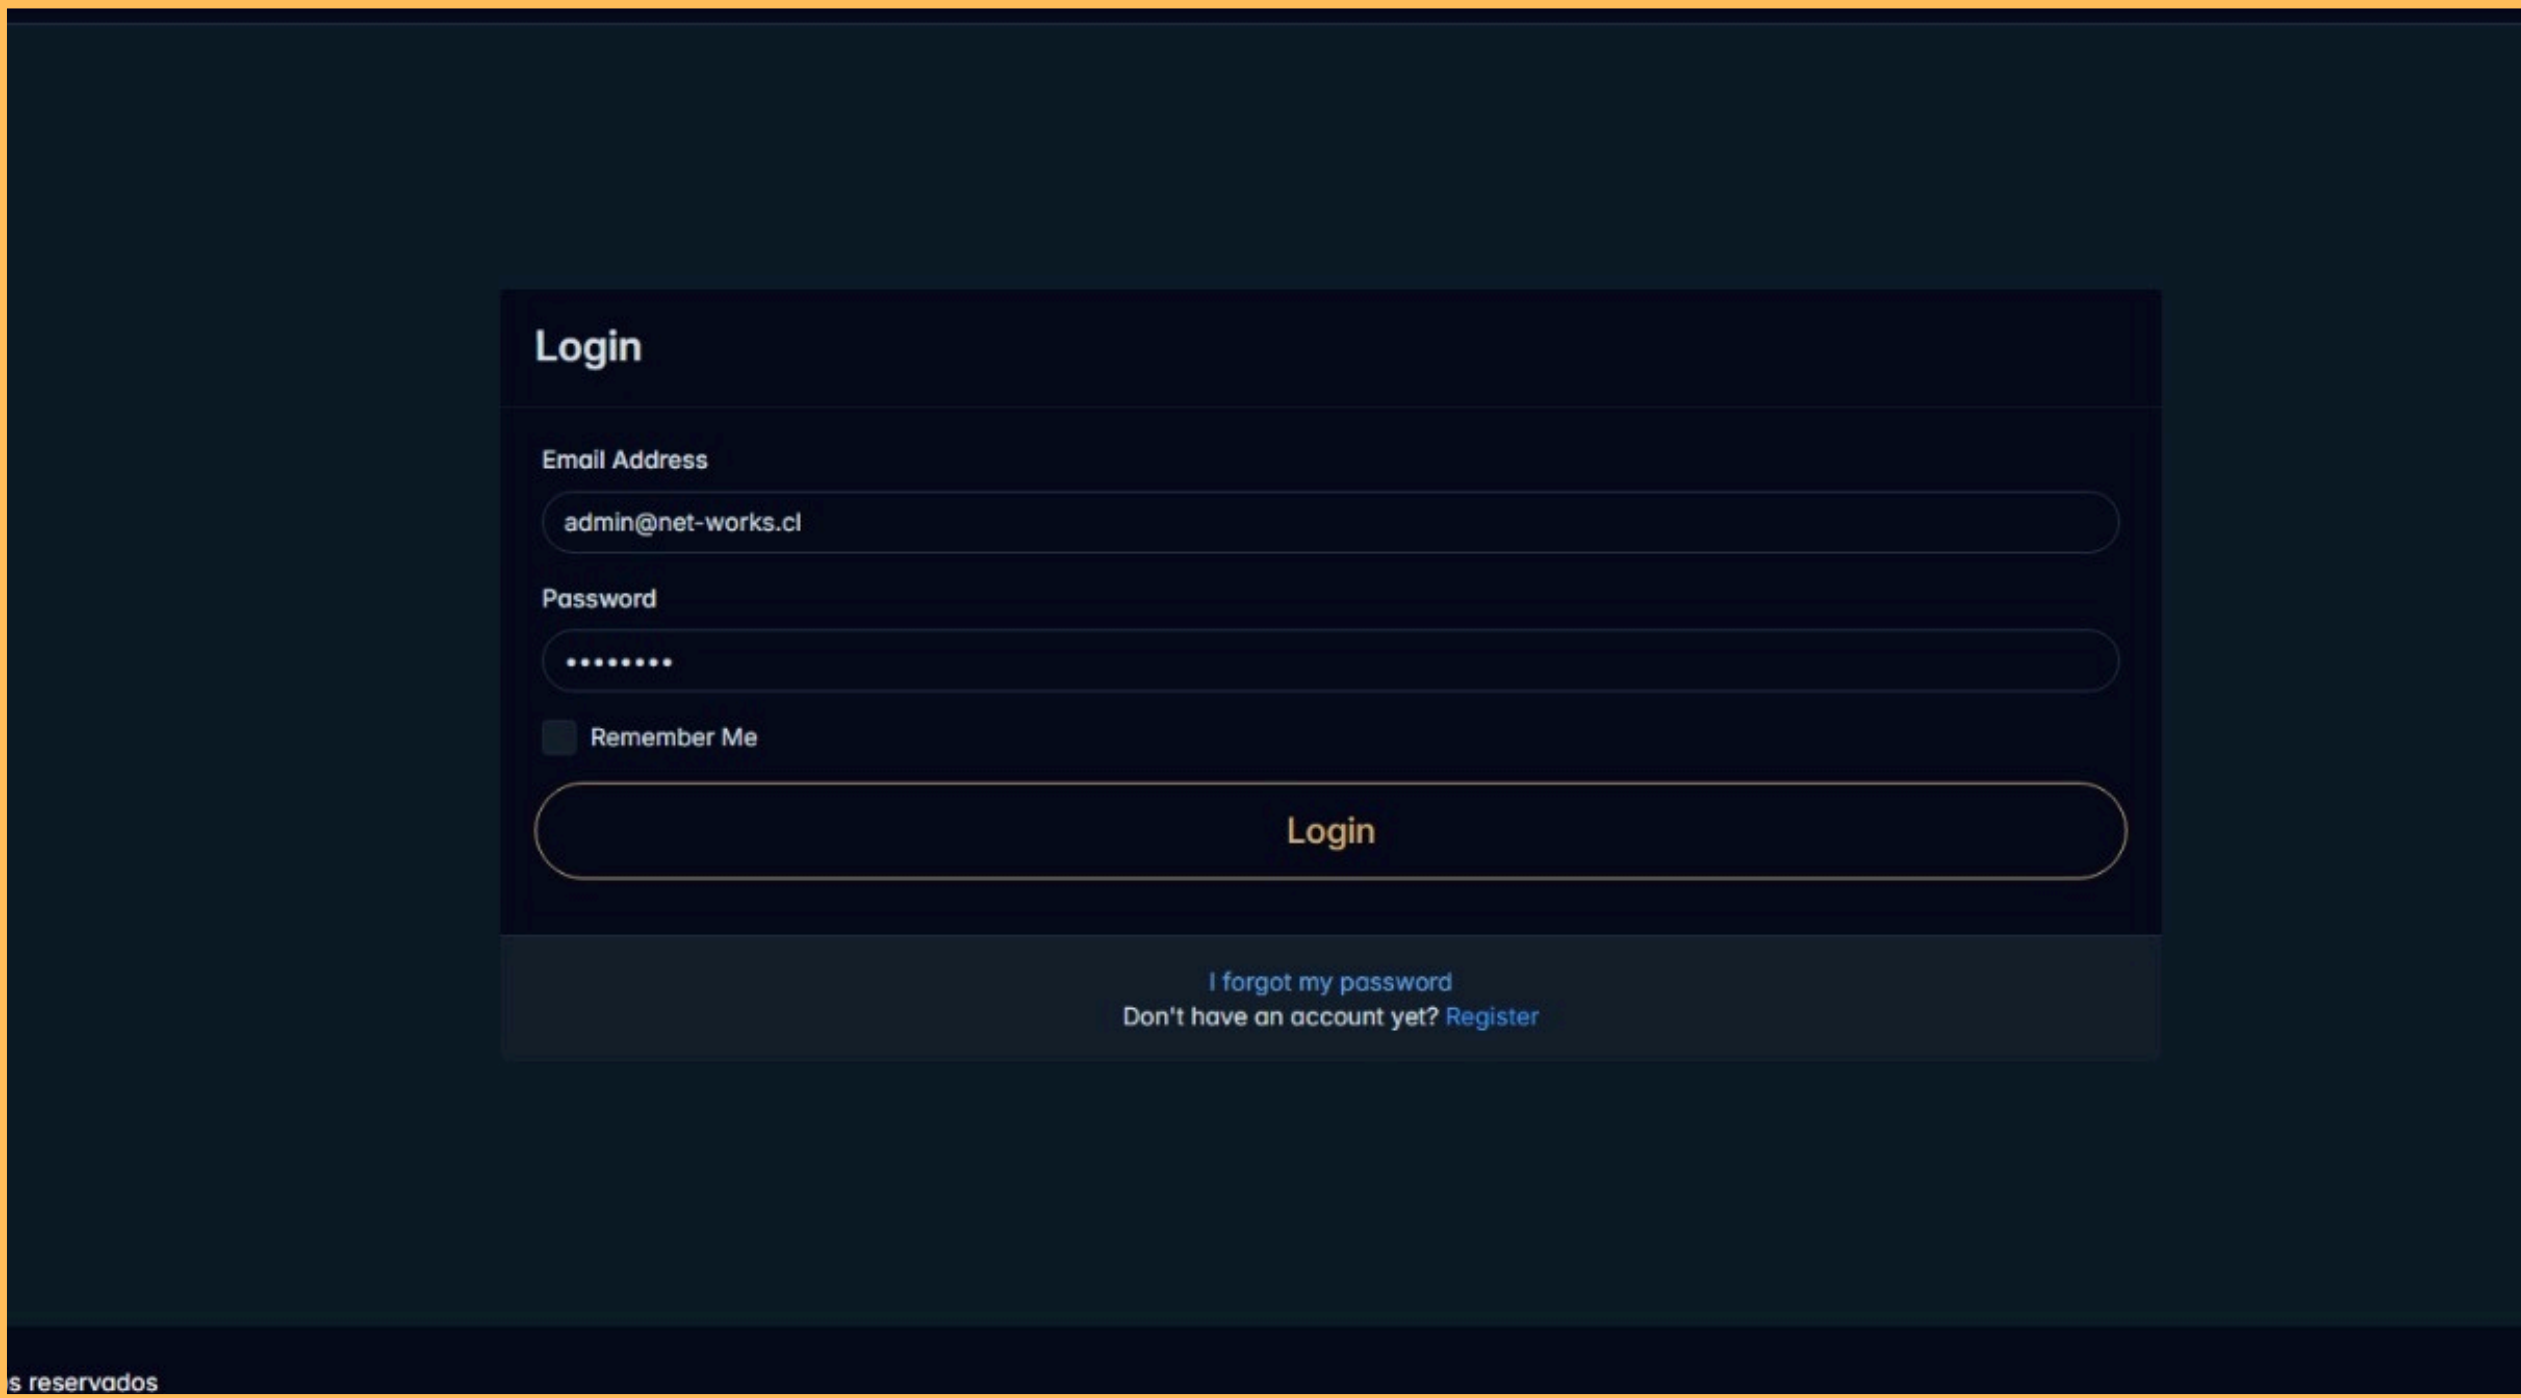 Login
Email Address
admin@net-works.cl
Password
••••••••
Remember Me
Login
I forgot my password
Don't have an account yet? Register
s reservados